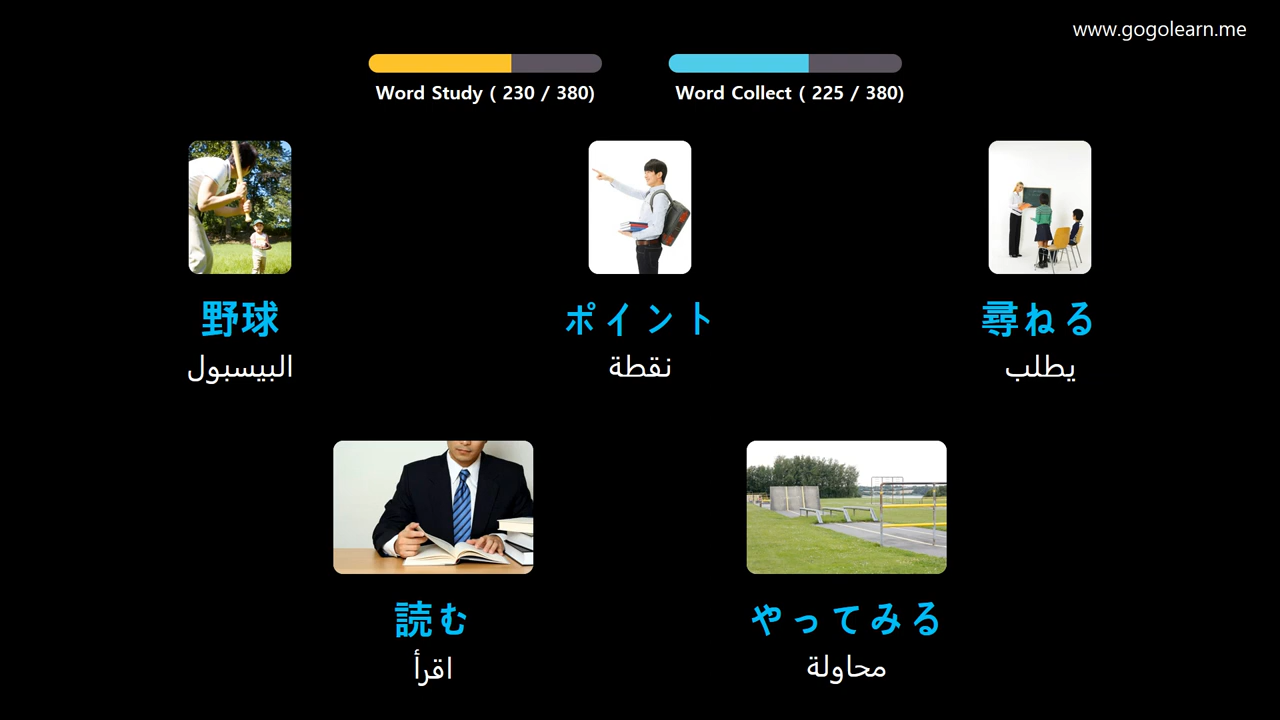 www.gogolearn.me
Word Study ( 230 / 380)
Word Collect ( 225 / 380)
野球
ポイント
尋ねる
البيسبول
نقطة
يطلب
読む
やってみる
اقرأ
محاولة